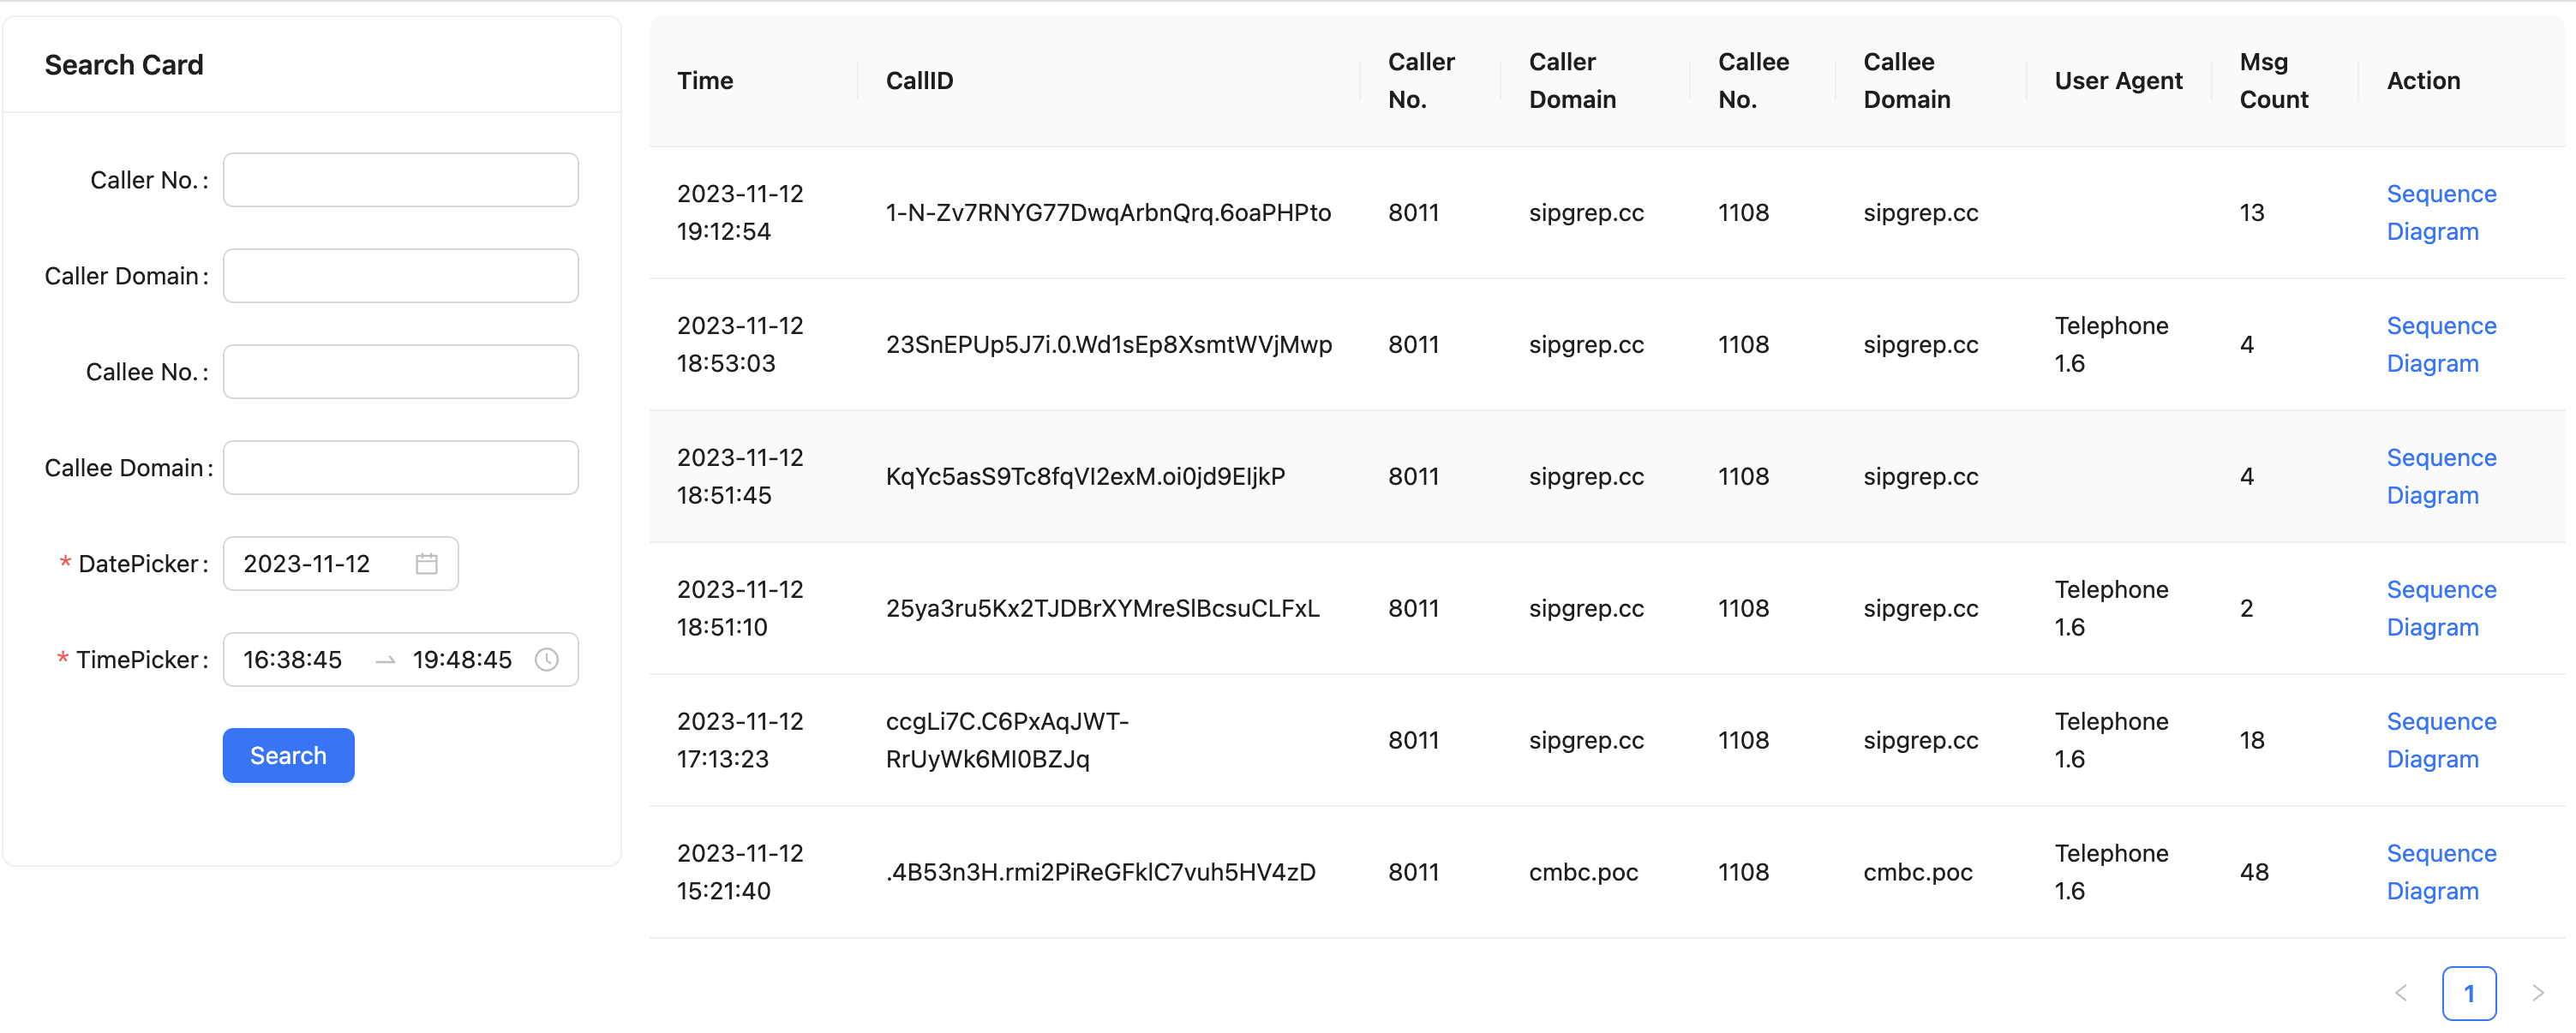 Search Card
Caller No. :
Caller Domain :
Callee No. :
Callee Domain :
* DatePicker : 2023-11-12
* TimePicker : 16:38:45 19:48:45
Search
Time CallID Caller No. Caller Domain Callee No. Callee Domain User Agent Msg Count Action
2023-11-12 19:12:54 1-N-Zv7RNYG77DwqArbnQrq.6oaPHPto 8011 sipgrep.cc 1108 sipgrep.cc 13 Sequence Diagram
2023-11-12 18:53:03 23SnEPUp5J7i.0.Wd1sEp8XsmtWVjMwp 8011 sipgrep.cc 1108 sipgrep.cc Telephone 1.6 4 Sequence Diagram
2023-11-12 18:51:45 KqYc5asS9Tc8fqVI2exM.oi0jd9EIjkP 8011 sipgrep.cc 1108 sipgrep.cc 4 Sequence Diagram
2023-11-12 18:51:10 25ya3ru5Kx2TJDBrXYMreSlBcsuCLFxL 8011 sipgrep.cc 1108 sipgrep.cc Telephone 1.6 2 Sequence Diagram
2023-11-12 17:13:23 ccgLi7C.C6PxAqJWT-RrUyWk6MI0BZJq 8011 sipgrep.cc 1108 sipgrep.cc Telephone 1.6 18 Sequence Diagram
2023-11-12 15:21:40 .4B53n3H.rmi2PiReGFklC7vuh5HV4zD 8011 cmbc.poc 1108 cmbc.poc Telephone 1.6 48 Sequence Diagram
1